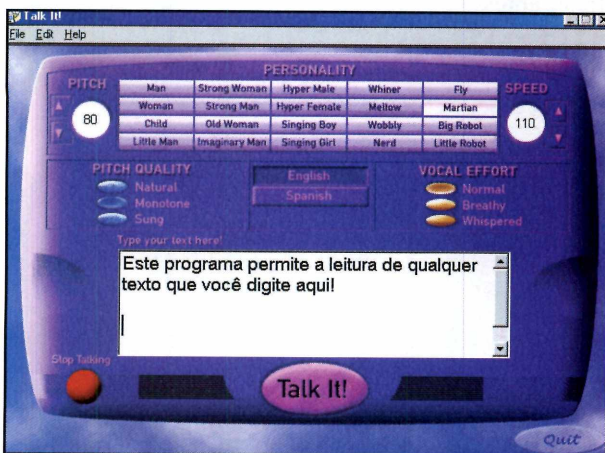 Talk It!
File Edit Help
PERSONALITY
PITCH
SPEED
Man Strong Woman Hyper Male Whiner Fly
Woman Strong Man Hyper Female Mellow Martian
Child Old Woman Singing Boy Wobbly Big Robot
Little Man Imaginary Man Singing Girl Nerd Little Robot
80
110
PITCH QUALITY
Natural
Monotone
Sung
English
Spanish
VOCAL EFFORT
Normal
Breathy
Whispered
Type your text here!
Este programa permite a leitura de qualquer
texto que você digite aqui!
Stop Talking
Talk It!
Quit